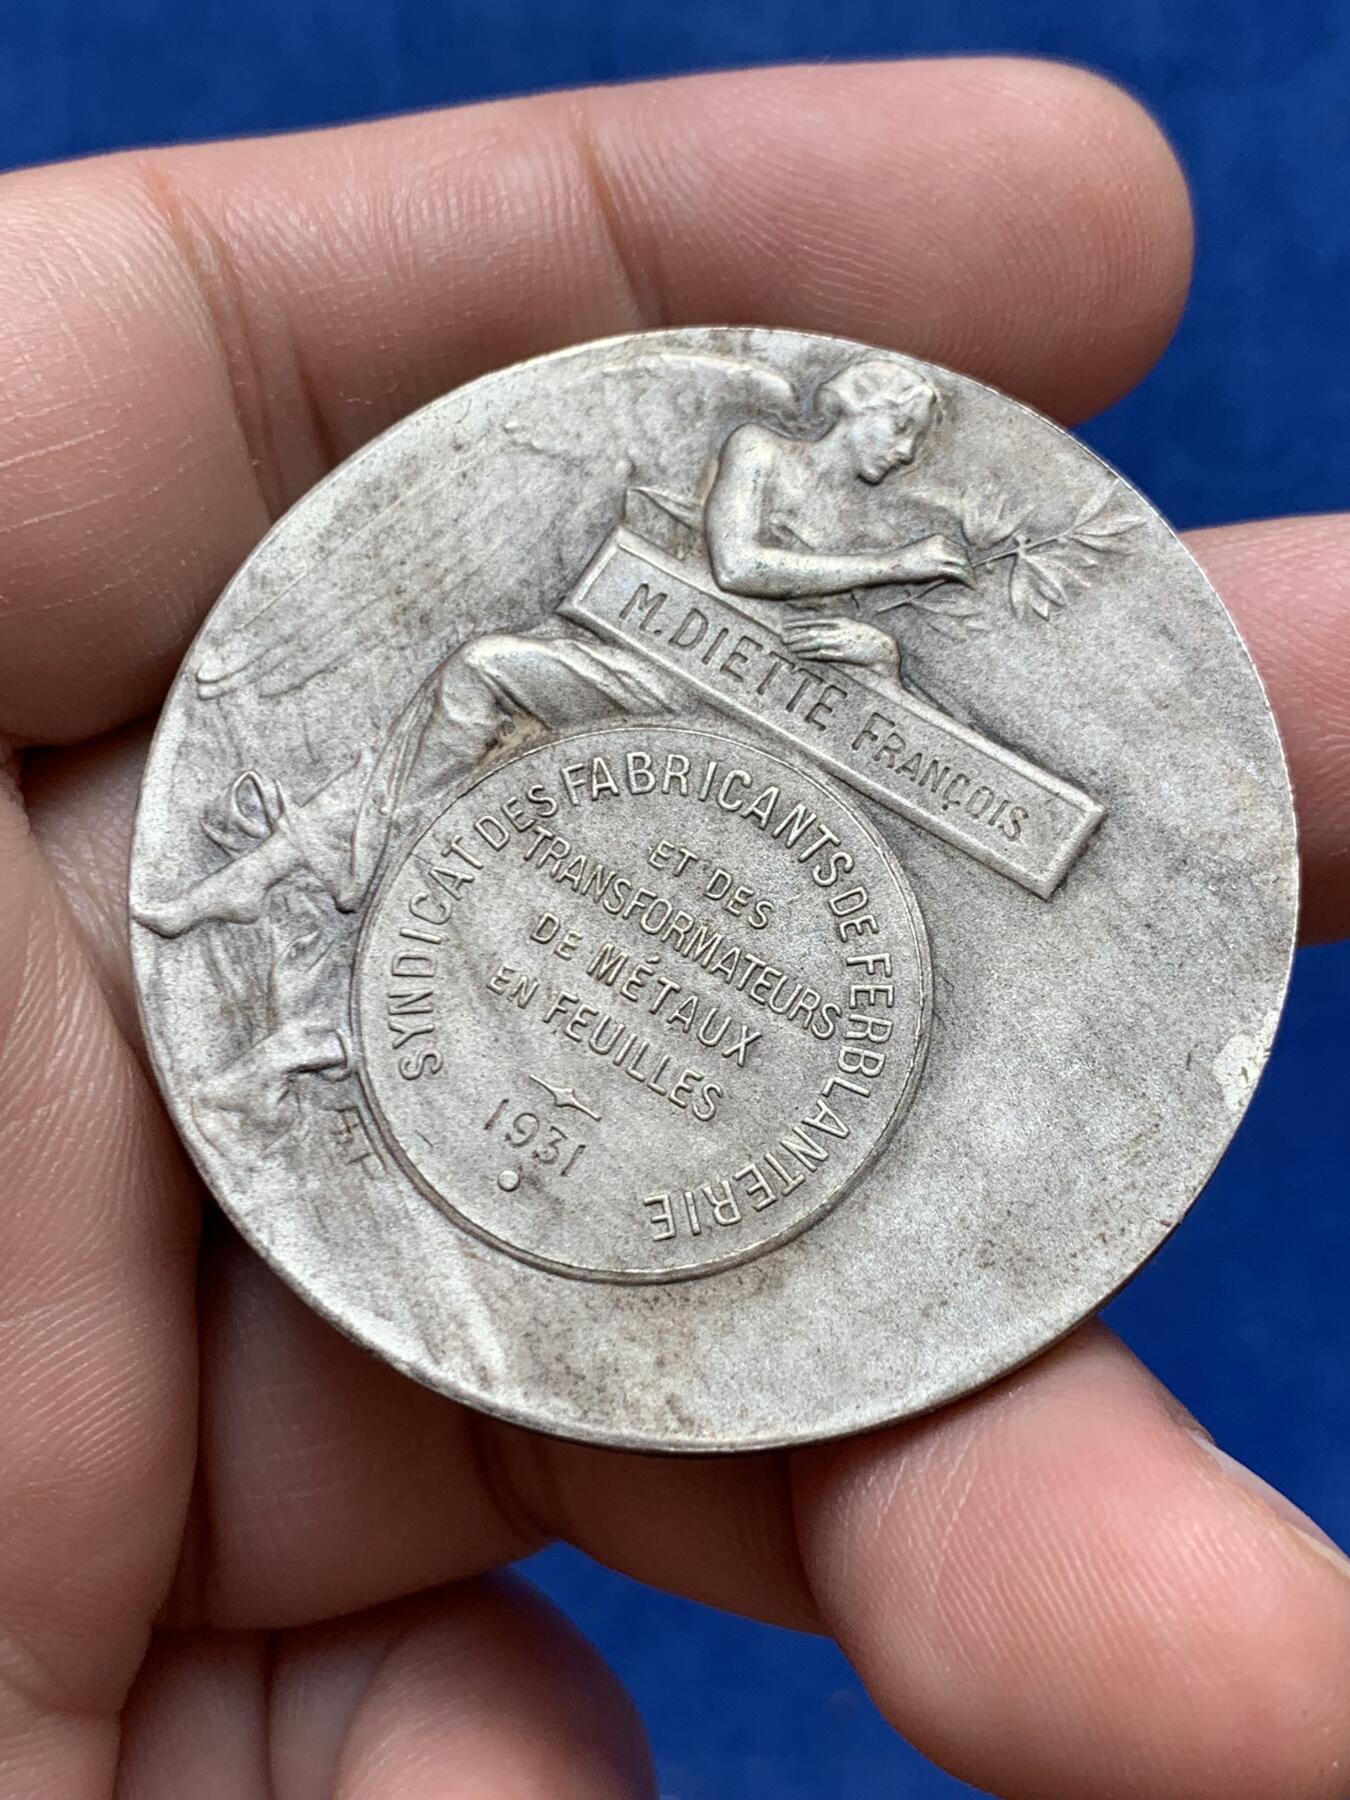 M. DIETTE FRANÇOIS
SYNDICAT DES FABRICANTS DE FERBLANTERIE
ET DES
TRANSFORMATEURS
DE MÉTAUX
EN FEUILLES
1931